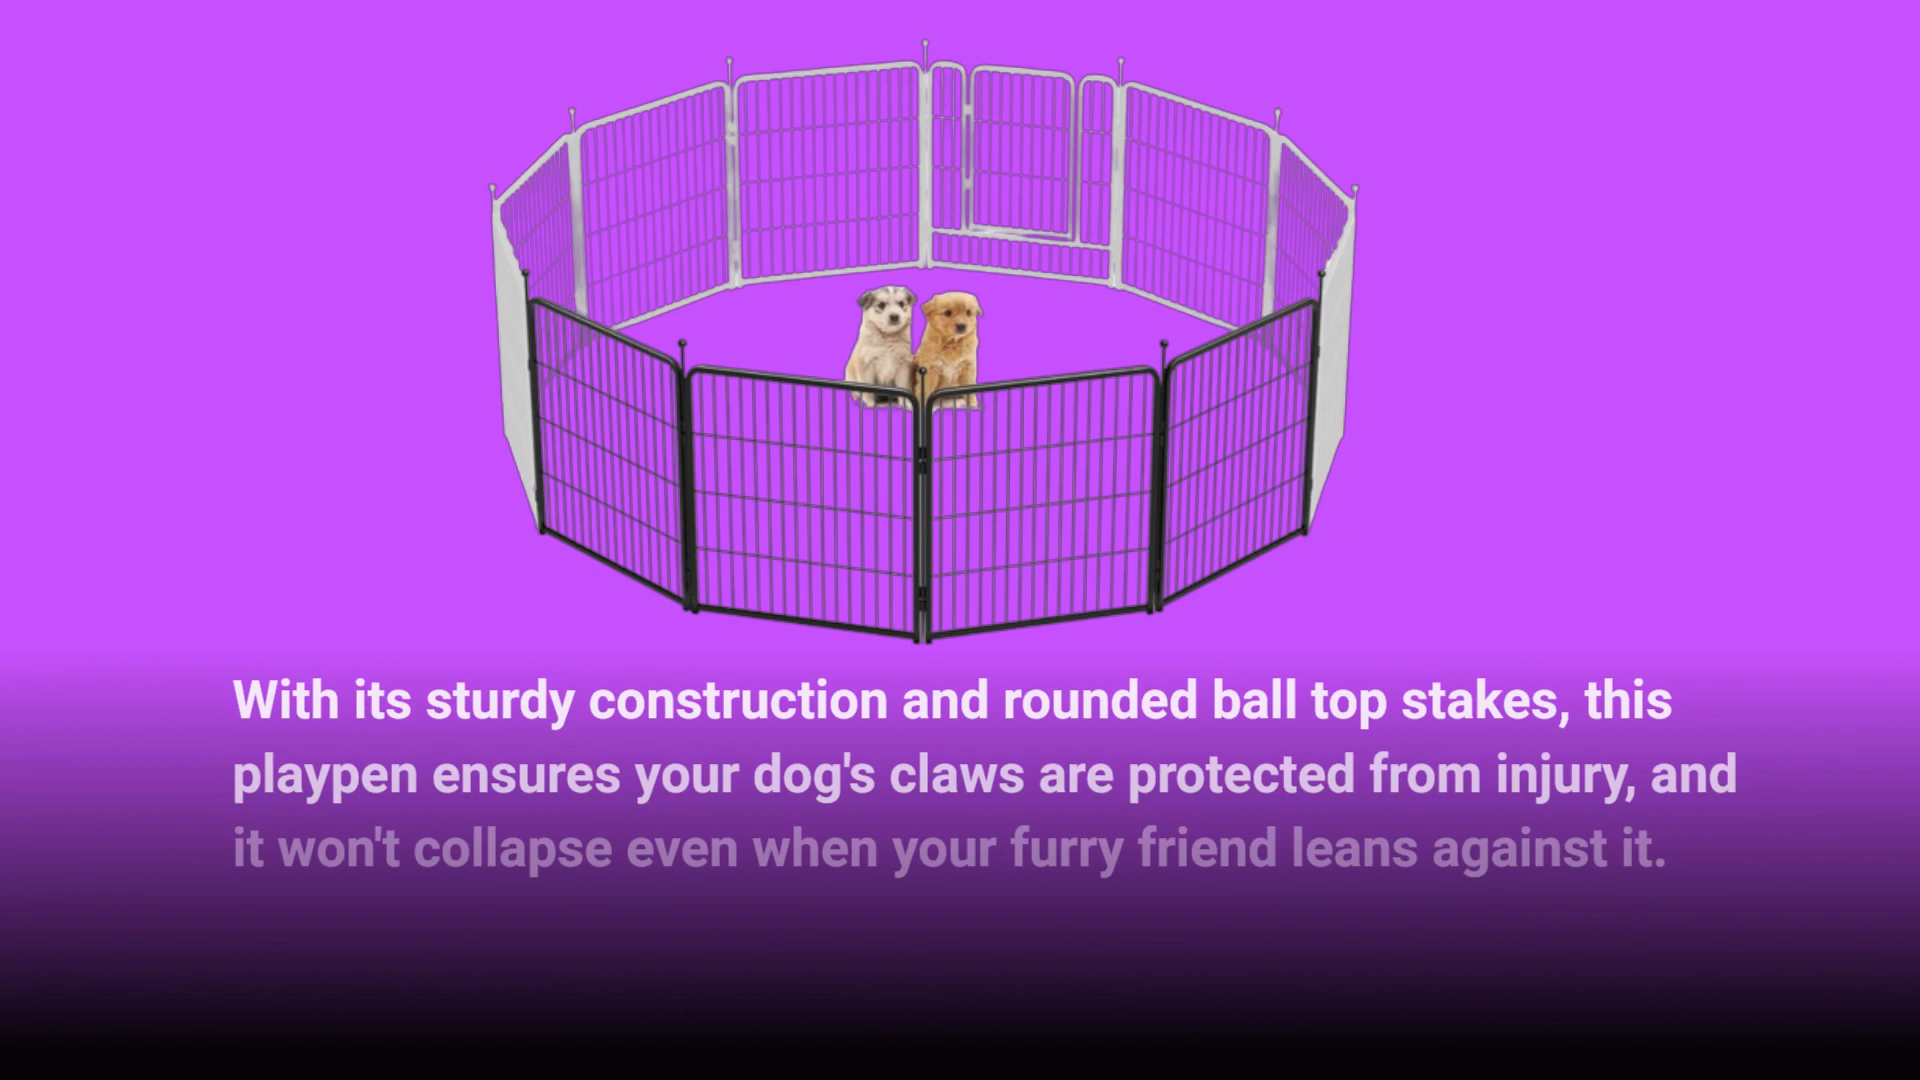 With its sturdy construction and rounded ball top stakes, this
playpen ensures your dog's claws are protected from injury, and
it won't collapse even when your furry friend leans against it.